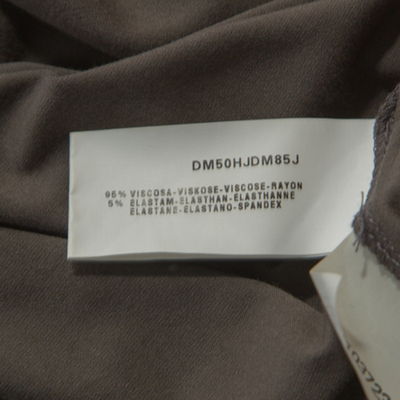 DM50HJDM85J
95% VISCOSA-VISKOSE-VISCOSE-RAYON
5% ELASTAM-ELASTHAN-ELASTHANNE
ELASTANE-ELASTANO-SPANDEX